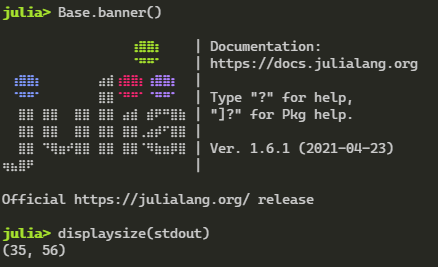 julia> Base.banner()
| Documentation:
| https://docs.julialang.org
|
| Type "?" for help,
| "]?" for Pkg help.
|
| Ver. 1.6.1 (2021-04-23)
|
Official https://julialang.org/ release
julia> displaysize(stdout)
(35, 56)